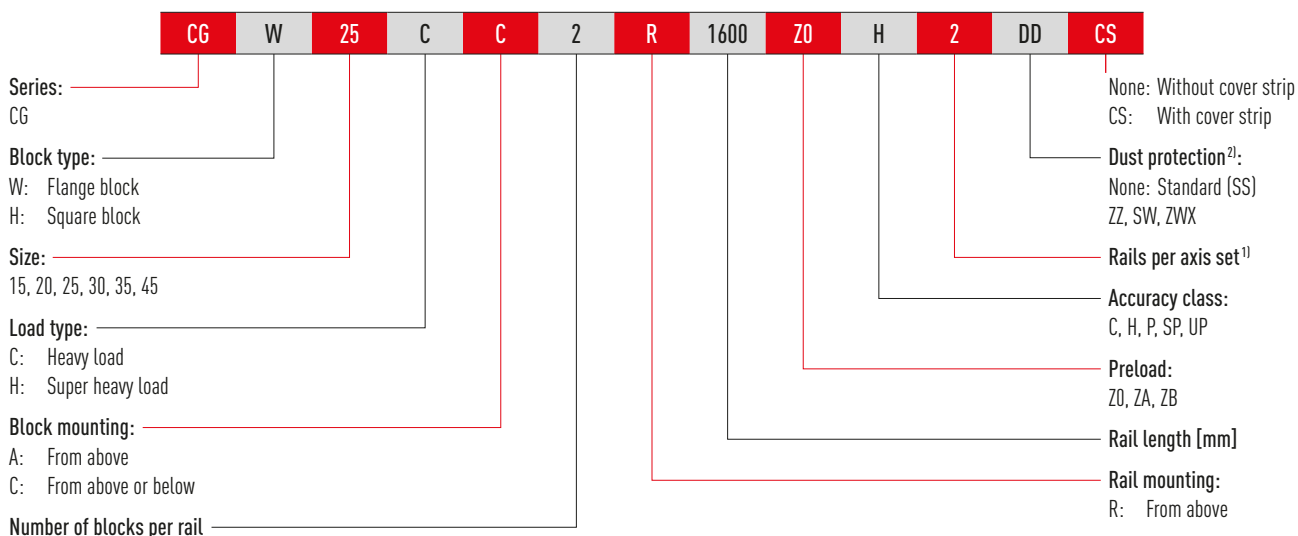 CG W 25 C C 2 R 1600 Z0 H 2 DD CS
Series:
CG
Block type:
W: Flange block
H: Square block
Size:
15, 20, 25, 30, 35, 45
Load type:
C: Heavy load
H: Super heavy load
Block mounting:
A: From above
C: From above or below
Number of blocks per rail
None: Without cover strip
CS: With cover strip
Dust protection²⁾:
None: Standard (SS)
ZZ, SW, ZWX
Rails per axis set¹⁾
Accuracy class:
C, H, P, SP, UP
Preload:
Z0, ZA, ZB
Rail length [mm]
Rail mounting:
R: From above